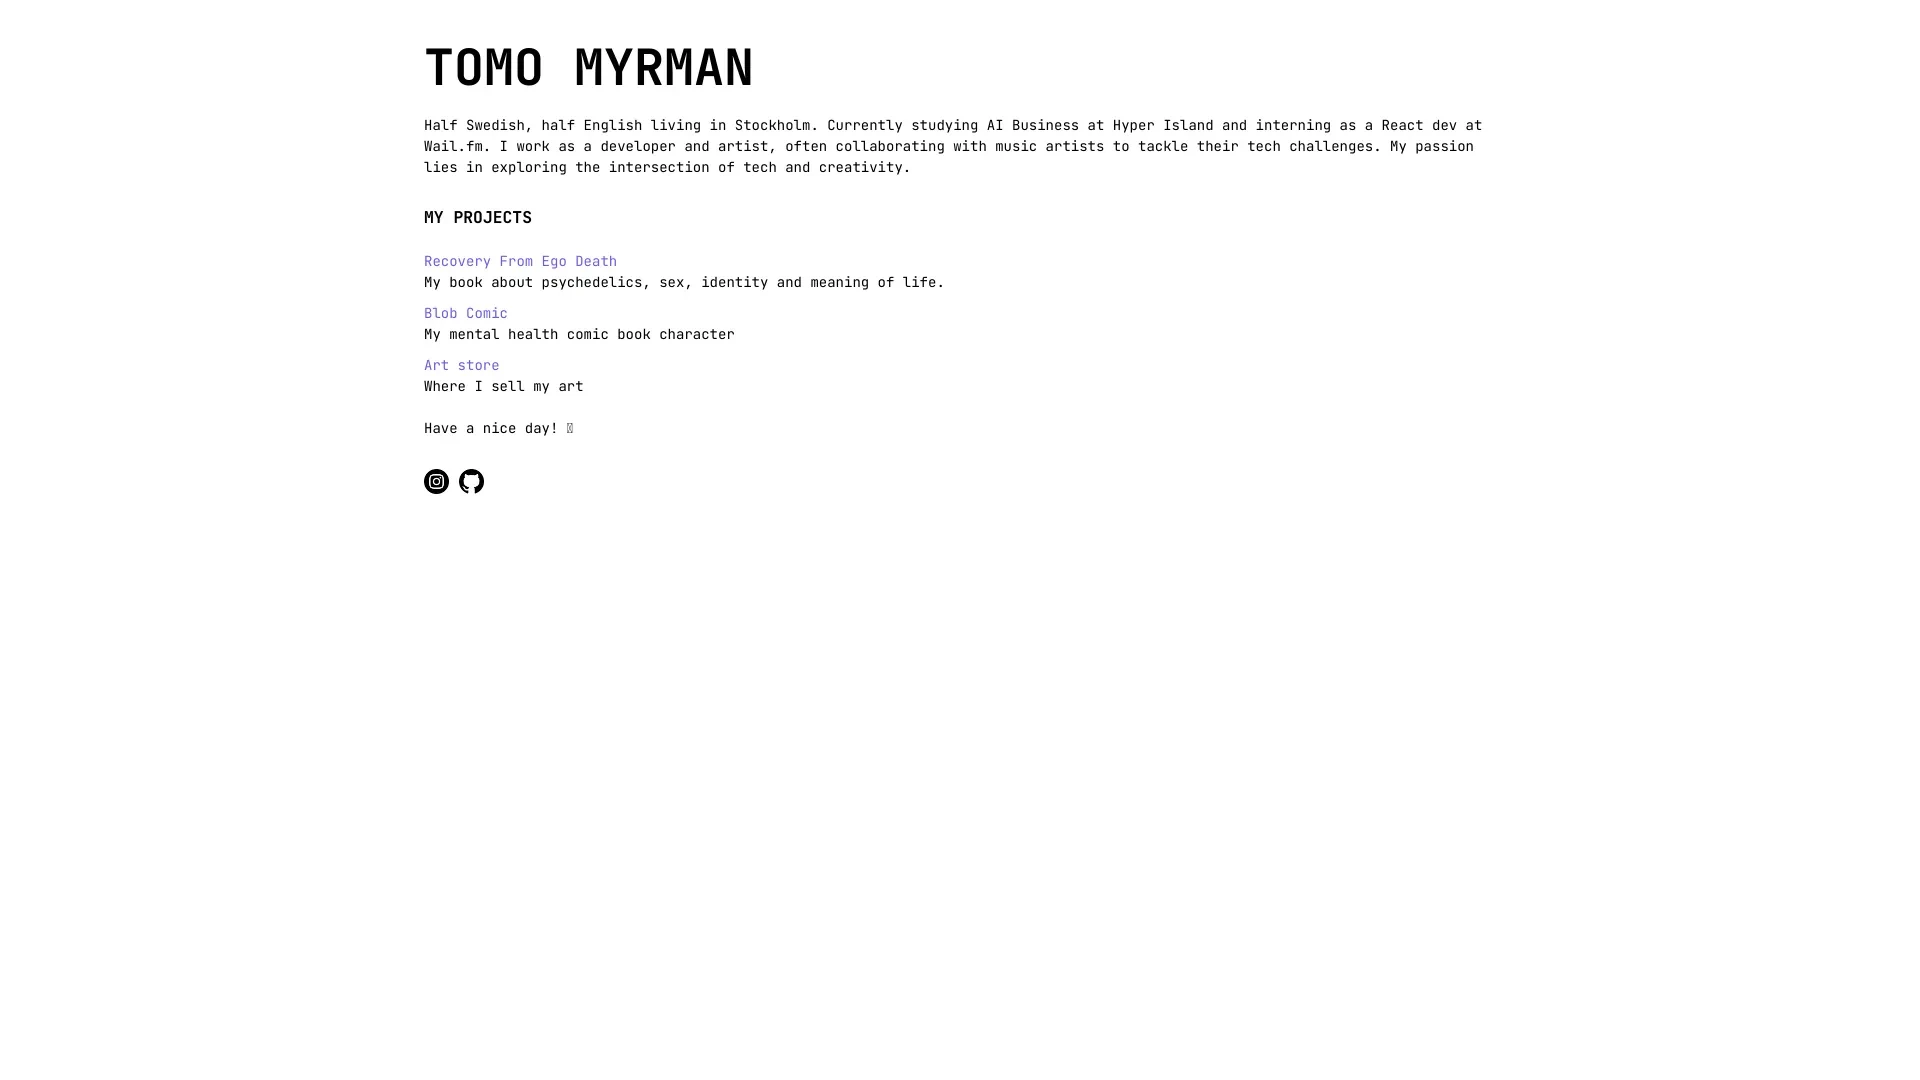 TOMO MYRMAN
Half Swedish, half English living in Stockholm. Currently studying AI Business at Hyper Island and interning as a React dev at
Wail.fm. I work as a developer and artist, often collaborating with music artists to tackle their tech challenges. My passion
lies in exploring the intersection of tech and creativity.
MY PROJECTS
Recovery From Ego Death
My book about psychedelics, sex, identity and meaning of life.
Blob Comic
My mental health comic book character
Art store
Where I sell my art
Have a nice day!